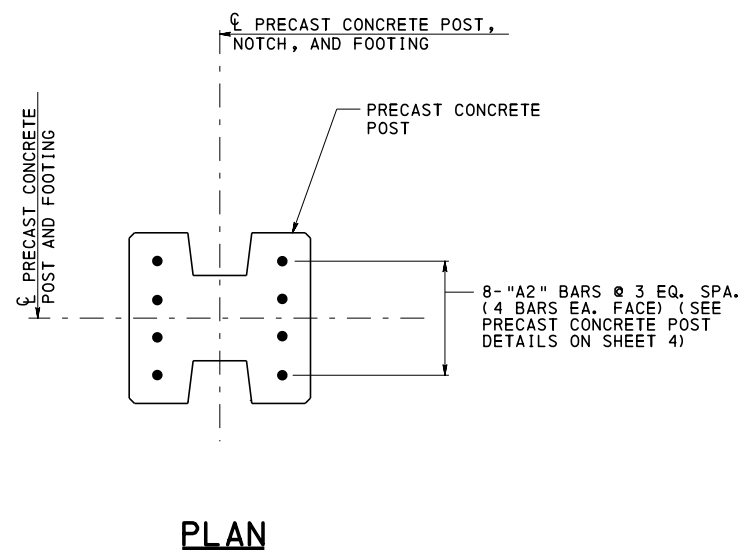 ℄ PRECAST CONCRETE POST,
NOTCH, AND FOOTING
℄ PRECAST CONCRETE
POST AND FOOTING
PRECAST CONCRETE
POST
8-"A2" BARS @ 3 EQ. SPA.
(4 BARS EA. FACE) (SEE
PRECAST CONCRETE POST
DETAILS ON SHEET 4)
PLAN